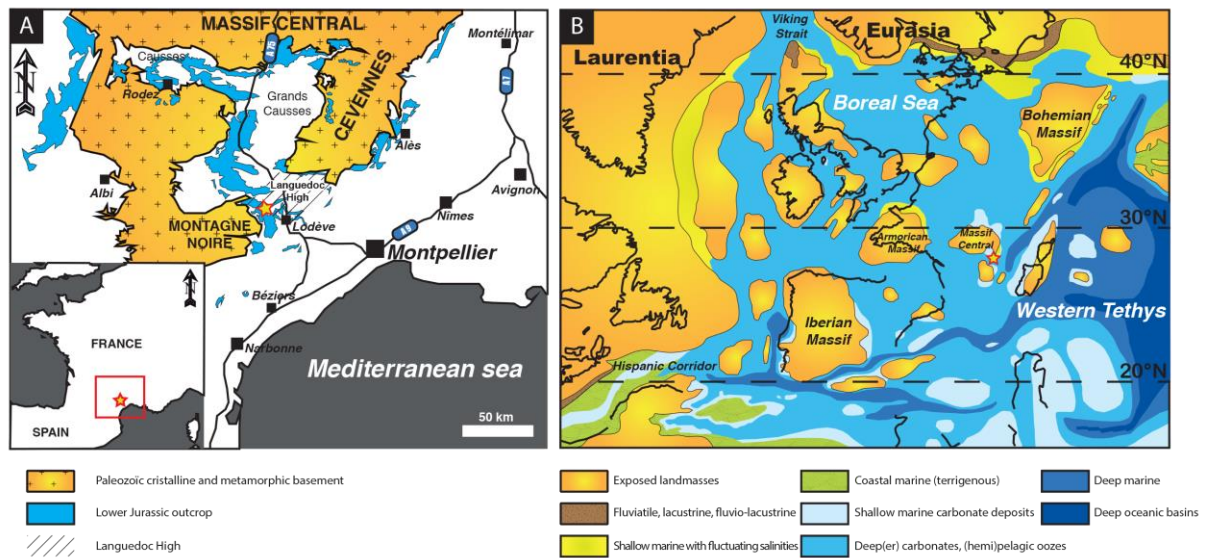 A
MASSIF CENTRAL
A75
Montélimar
Causses
A7
N
Rodez
Grands
Causses
CEVENNES
Alès
Albi
Languedoc
High
Avignon
Nîmes
MONTAGNE
NOIRE
Lodève
A9
Montpellier
N
Béziers
FRANCE
Narbonne
Mediterranean sea
50 km
SPAIN
B
Viking
Strait
Eurasia
Laurentia
40°N
Boreal Sea
Bohemian
Massif
30°N
Armorican
Massif
Massif
Central
Western Tethys
Iberian
Massif
Hispanic Corridor
20°N
Paleozoïc cristalline and metamorphic basement
Lower Jurassic outcrop
Languedoc High
Exposed landmasses
Fluviatile, lacustrine, fluvio-lacustrine
Shallow marine with fluctuating salinities
Coastal marine (terrigenous)
Shallow marine carbonate deposits
Deep(er) carbonates, (hemi)pelagic oozes
Deep marine
Deep oceanic basins